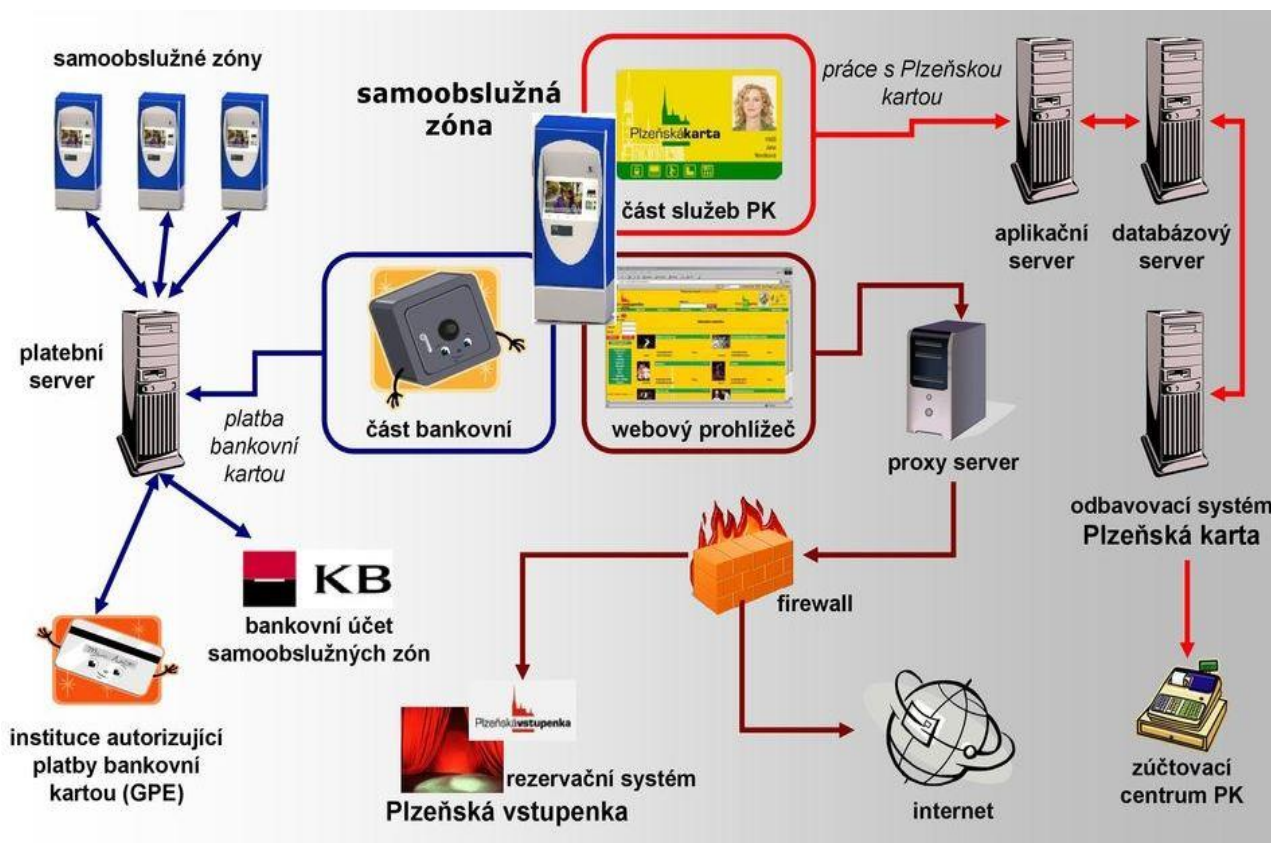 samoobslužné zóny
samoobslužná
zóna
Plzeňskákarta
část služeb PK
práce s Plzeňskou
kartou
aplikační
server
databázový
server
platební
server
platba
bankovní
kartou
část bankovní
webový prohlížeč
proxy server
odbavovací systém
Plzeňská karta
firewall
KB
bankovní účet
samoobslužných zón
instituce autorizující
platby bankovní
kartou (GPE)
Plzeňskávstupenka
rezervační systém
Plzeňská vstupenka
internet
zúčtovací
centrum PK